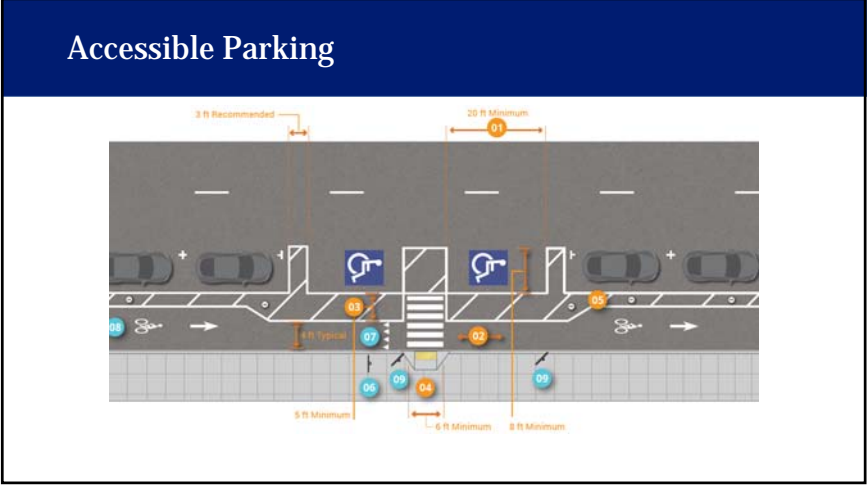 Accessible Parking
3 ft Recommended
20 ft Minimum
01
03
05
08
4 ft Typical
07
02
06
09
04
09
5 ft Minimum
6 ft Minimum
8 ft Minimum